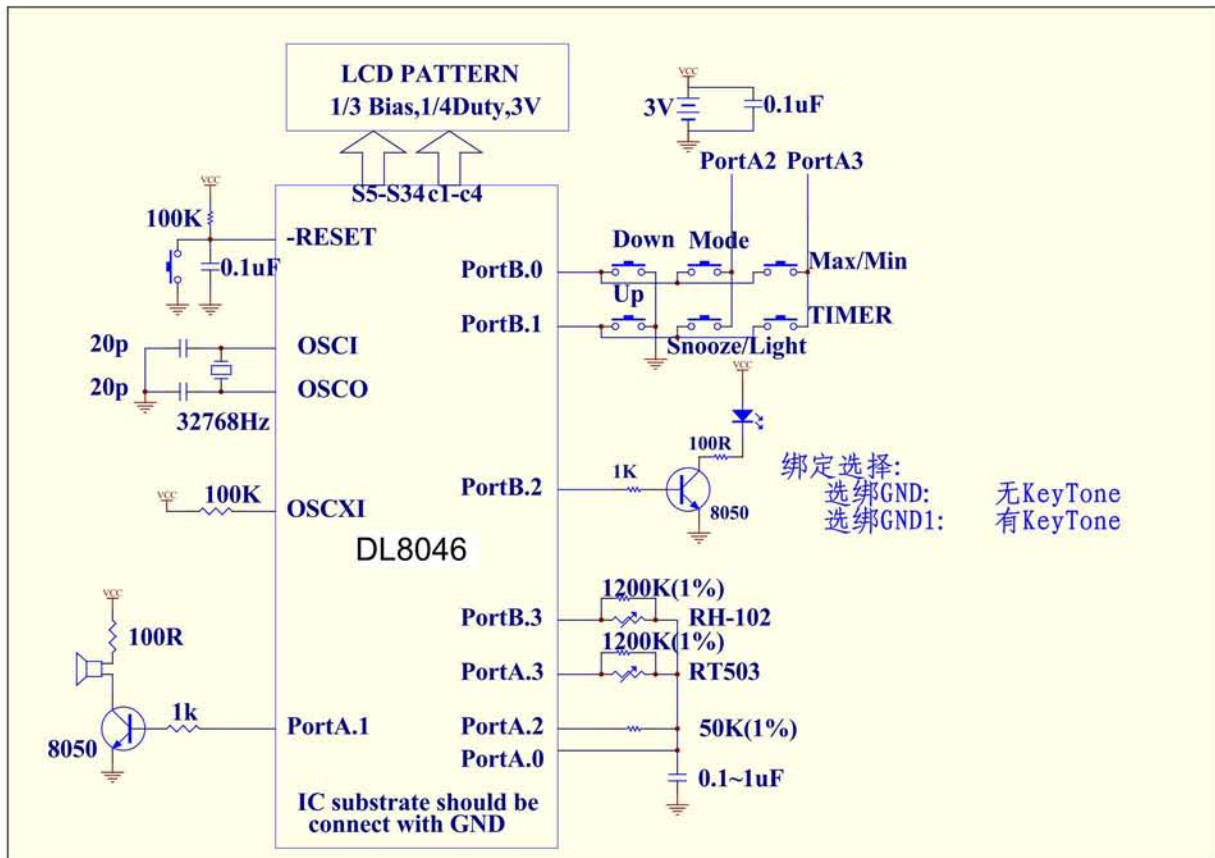 LCD PATTERN
1/3 Bias,1/4Duty,3V
S5-S34 c1-c4
VCC
3V
0.1uF
PortA2
PortA3
VCC
100K
-RESET
0.1uF
20p
OSCI
20p
OSCO
32768Hz
VCC
100K
OSCXI
DL8046
VCC
100R
1k
PortA.1
8050
IC substrate should be
connect with GND
PortB.0
Down
Mode
Max/Min
PortB.1
Up
TIMER
Snooze/Light
VCC
100R
PortB.2
1K
8050
绑定选择:
选绑GND: 无KeyTone
选绑GND1: 有KeyTone
1200K(1%)
PortB.3
RH-102
1200K(1%)
PortA.3
RT503
PortA.2
50K(1%)
PortA.0
0.1~1uF